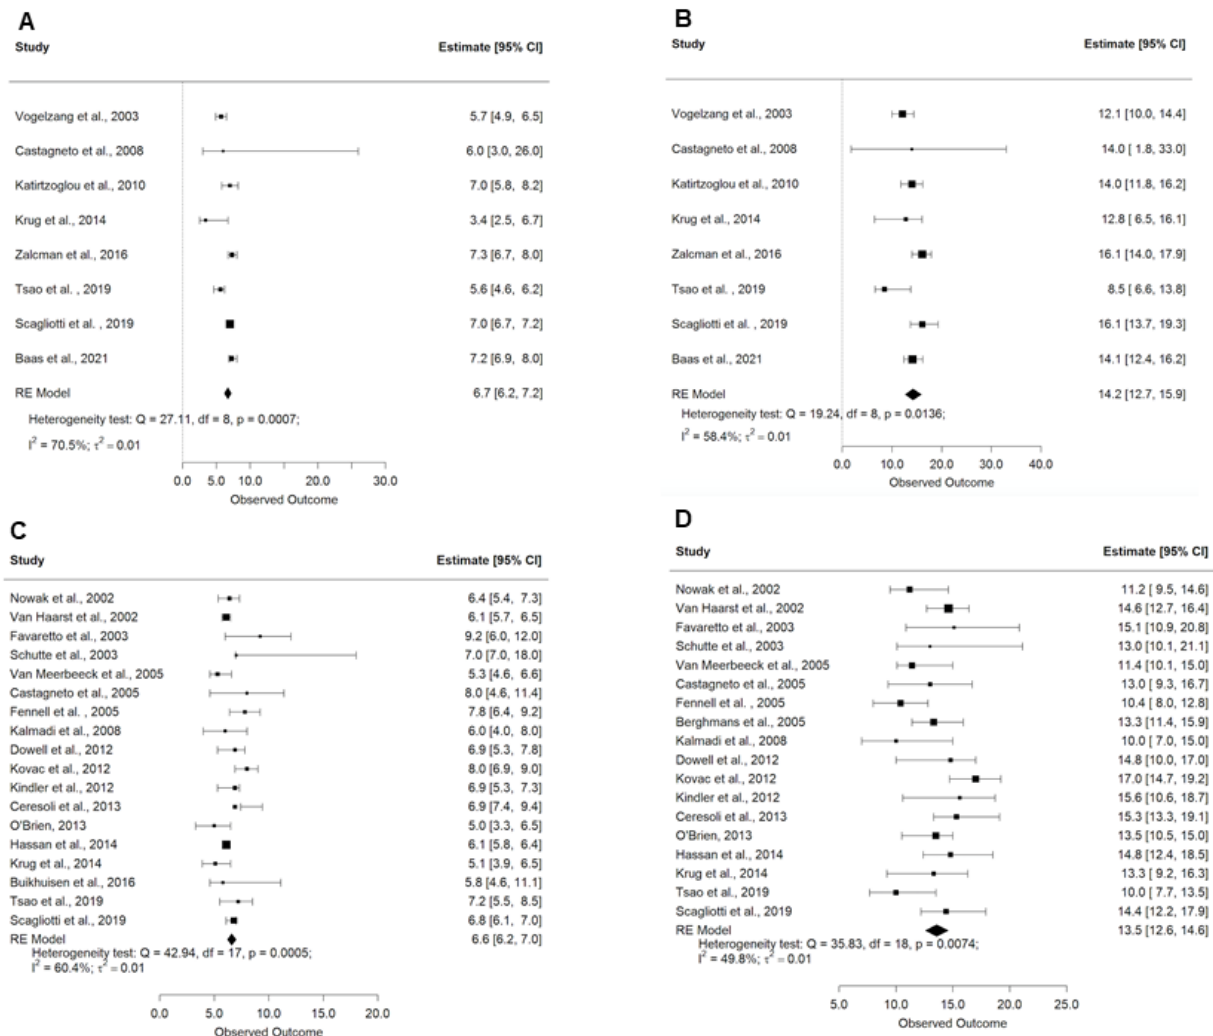 A
Study Estimate [95% CI]
Vogelzang et al., 2003 5.7 [4.9, 6.5]
Castagneto et al., 2008 6.0 [3.0, 26.0]
Katirtzoglou et al., 2010 7.0 [5.8, 8.2]
Krug et al., 2014 3.4 [2.5, 6.7]
Zalcman et al., 2016 7.3 [6.7, 8.0]
Tsao et al. , 2019 5.6 [4.6, 6.2]
Scagliotti et al. , 2019 7.0 [6.7, 7.2]
Baas et al., 2021 7.2 [6.9, 8.0]
RE Model 6.7 [6.2, 7.2]
Heterogeneity test: Q = 27.11, df = 8, p = 0.0007;
I² = 70.5%; τ² = 0.01
0.0 5.0 10.0 20.0 30.0
Observed Outcome
B
Study Estimate [95% CI]
Vogelzang et al., 2003 12.1 [10.0, 14.4]
Castagneto et al., 2008 14.0 [ 1.8, 33.0]
Katirtzoglou et al., 2010 14.0 [11.8, 16.2]
Krug et al., 2014 12.8 [ 6.5, 16.1]
Zalcman et al., 2016 16.1 [14.0, 17.9]
Tsao et al. , 2019 8.5 [ 6.6, 13.8]
Scagliotti et al. , 2019 16.1 [13.7, 19.3]
Baas et al., 2021 14.1 [12.4, 16.2]
RE Model 14.2 [12.7, 15.9]
Heterogeneity test: Q = 19.24, df = 8, p = 0.0136;
I² = 58.4%; τ² = 0.01
0.0 10.0 20.0 30.0 40.0
Observed Outcome
C
Study Estimate [95% CI]
Nowak et al., 2002 6.4 [5.4, 7.3]
Van Haarst et al., 2002 6.1 [5.7, 6.5]
Favaretto et al., 2003 9.2 [6.0, 12.0]
Schutte et al., 2003 7.0 [7.0, 18.0]
Van Meerbeeck et al., 2005 5.3 [4.6, 6.6]
Castagneto et al., 2005 8.0 [4.6, 11.4]
Fennell et al. , 2005 7.8 [6.4, 9.2]
Kalmadi et al., 2008 6.0 [4.0, 8.0]
Dowell et al., 2012 6.9 [5.3, 7.8]
Kovac et al., 2012 8.0 [6.9, 9.0]
Kindler et al., 2012 6.9 [5.3, 7.3]
Ceresoli et al., 2013 6.9 [7.4, 9.4]
O'Brien, 2013 5.0 [3.3, 6.5]
Hassan et al., 2014 6.1 [5.8, 6.4]
Krug et al., 2014 5.1 [3.9, 6.5]
Buikhuisen et al., 2016 5.8 [4.6, 11.1]
Tsao et al., 2019 7.2 [5.5, 8.5]
Scagliotti et al., 2019 6.8 [6.1, 7.0]
RE Model 6.6 [6.2, 7.0]
Heterogeneity test: Q = 42.94, df = 17, p = 0.0005;
I² = 60.4%; τ² = 0.01
0.0 5.0 10.0 15.0 20.0
Observed Outcome
D
Study Estimate [95% CI]
Nowak et al., 2002 11.2 [ 9.5, 14.6]
Van Haarst et al., 2002 14.6 [12.7, 16.4]
Favaretto et al., 2003 15.1 [10.9, 20.8]
Schutte et al., 2003 13.0 [10.1, 21.1]
Van Meerbeeck et al., 2005 11.4 [10.1, 15.0]
Castagneto et al., 2005 13.0 [ 9.3, 16.7]
Fennell et al. , 2005 10.4 [ 8.0, 12.8]
Berghmans et al., 2005 13.3 [11.4, 15.9]
Kalmadi et al., 2008 10.0 [ 7.0, 15.0]
Dowell et al., 2012 14.8 [10.0, 17.0]
Kovac et al., 2012 17.0 [14.7, 19.2]
Kindler et al., 2012 15.6 [10.6, 18.7]
Ceresoli et al., 2013 15.3 [13.3, 19.1]
O'Brien, 2013 13.5 [10.5, 15.0]
Hassan et al., 2014 14.8 [12.4, 18.5]
Krug et al., 2014 13.3 [ 9.2, 16.3]
Tsao et al., 2019 10.0 [ 7.7, 13.5]
Scagliotti et al., 2019 14.4 [12.2, 17.9]
RE Model 13.5 [12.6, 14.6]
Heterogeneity test: Q = 35.83, df = 18, p = 0.0074;
I² = 49.8%; τ² = 0.01
5.0 10.0 15.0 20.0 25.0
Observed Outcome